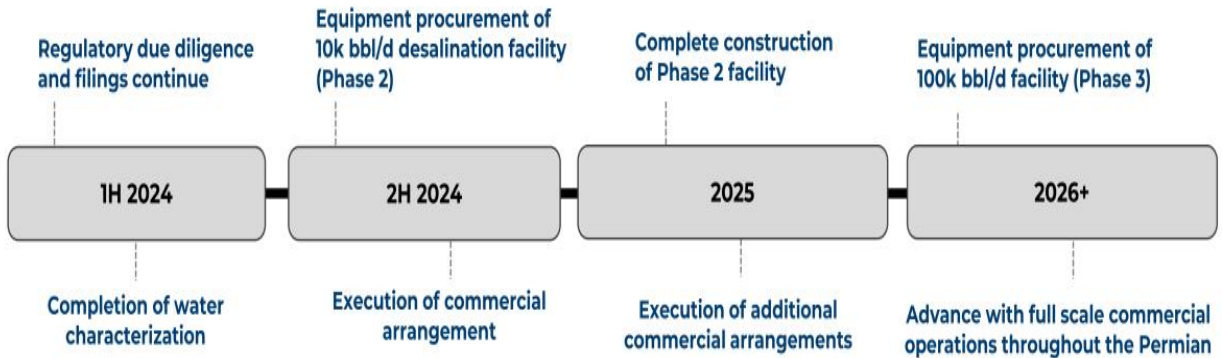 Regulatory due diligence
and filings continue
Equipment procurement of
10k bbl/d desalination facility
(Phase 2)
Complete construction
of Phase 2 facility
Equipment procurement of
100k bbl/d facility (Phase 3)
1H 2024
2H 2024
2025
2026+
Completion of water
characterization
Execution of commercial
arrangement
Execution of additional
commercial arrangements
Advance with full scale commercial
operations throughout the Permian